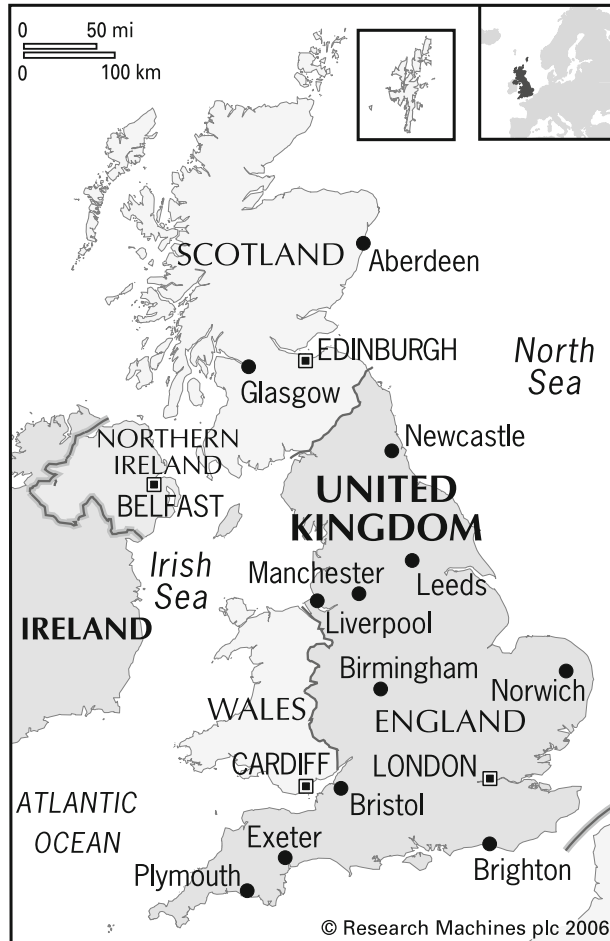 0 50 mi
0 100 km
SCOTLAND
Aberdeen
EDINBURGH
Glasgow
North
Sea
NORTHERN
IRELAND
BELFAST
Newcastle
UNITED
KINGDOM
Irish
Sea
Manchester
Leeds
Liverpool
IRELAND
Birmingham
Norwich
WALES
ENGLAND
CARDIFF
LONDON
Bristol
ATLANTIC
OCEAN
Exeter
Brighton
Plymouth
© Research Machines plc 2006